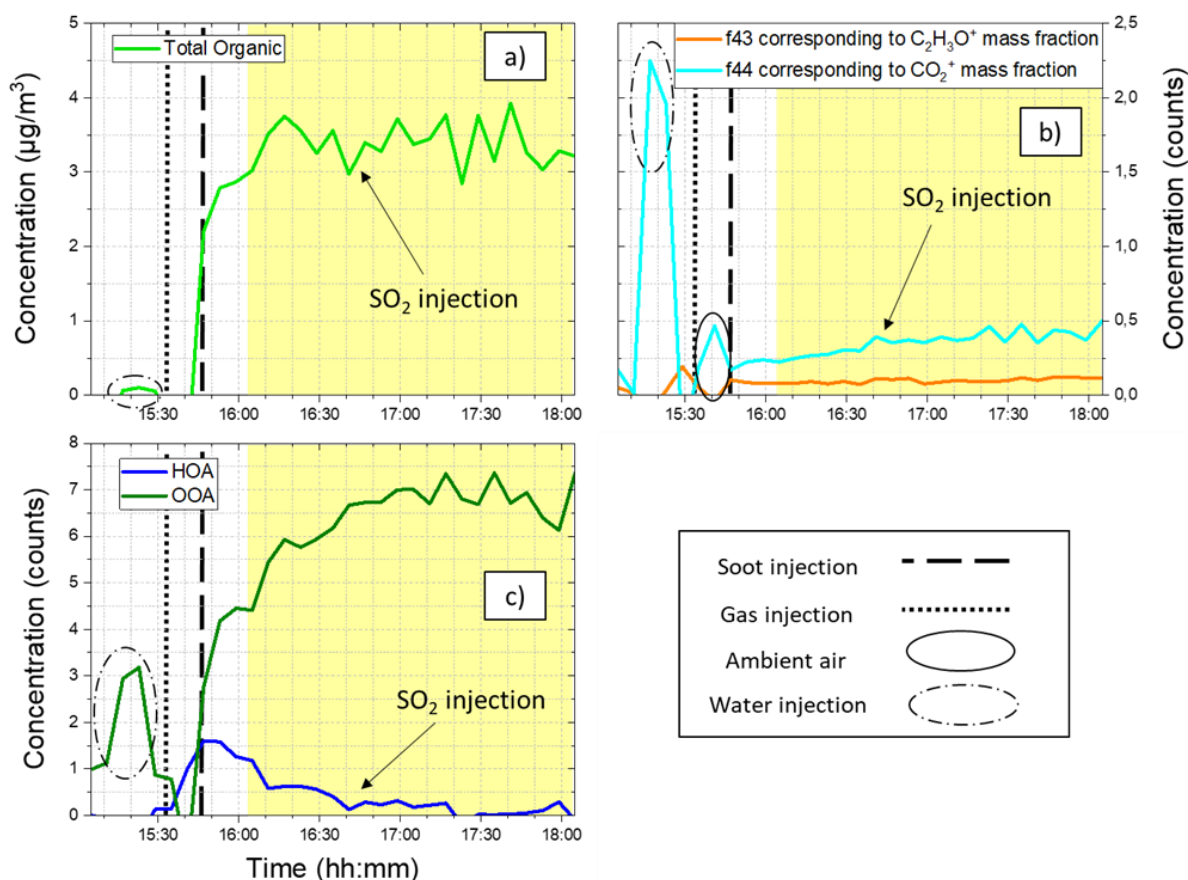 Total Organic
a)
SO₂ injection
Concentration (µg/m³)
5
4
3
2
1
0
15:30 16:00 16:30 17:00 17:30 18:00
f43 corresponding to C₂H₃O⁺ mass fraction
f44 corresponding to CO₂⁺ mass fraction
b)
SO₂ injection
2,5
2,0
1,5
1,0
0,5
0,0
Concentration (counts)
15:30 16:00 16:30 17:00 17:30 18:00
HOA
OOA
c)
SO₂ injection
Concentration (counts)
8
7
6
5
4
3
2
1
0
15:30 16:00 16:30 17:00 17:30 18:00
Time (hh:mm)
Soot injection
Gas injection
Ambient air
Water injection